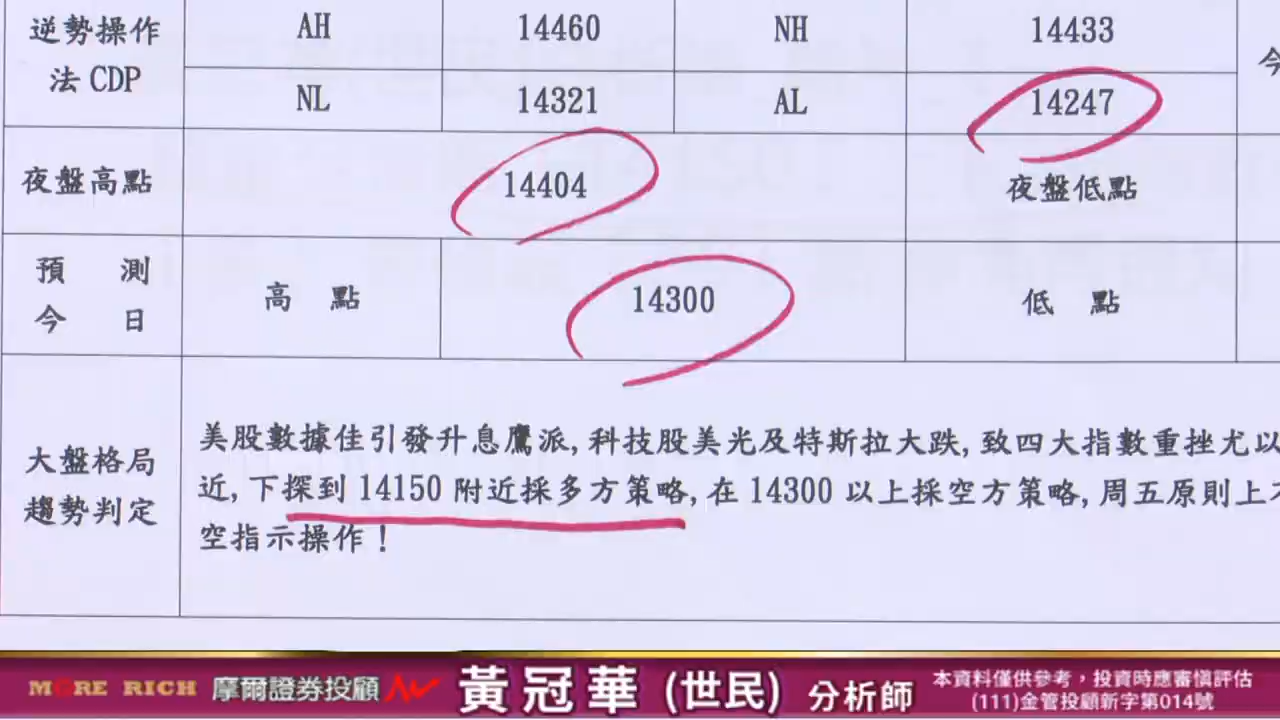 逆勢操作 AH 14460 NH 14433
法CDP NL 14321 AL 14247 今
夜盤高點 14404 夜盤低點
預 測
今 日 高 點 14300 低 點
大盤格局
趨勢判定
美股數據佳引發升息鷹派,科技股美光及特斯拉大跌,致四大指數重挫尤以
近,下探到 14150 附近採多方策略,在 14300 以上採空方策略,周五原則上
空指示操作!
MORE RICH 摩爾證券投顧 黃冠華 (世民) 分析師
本資料僅供參考,投資時應審慎評估
(111)金管投顧新字第014號